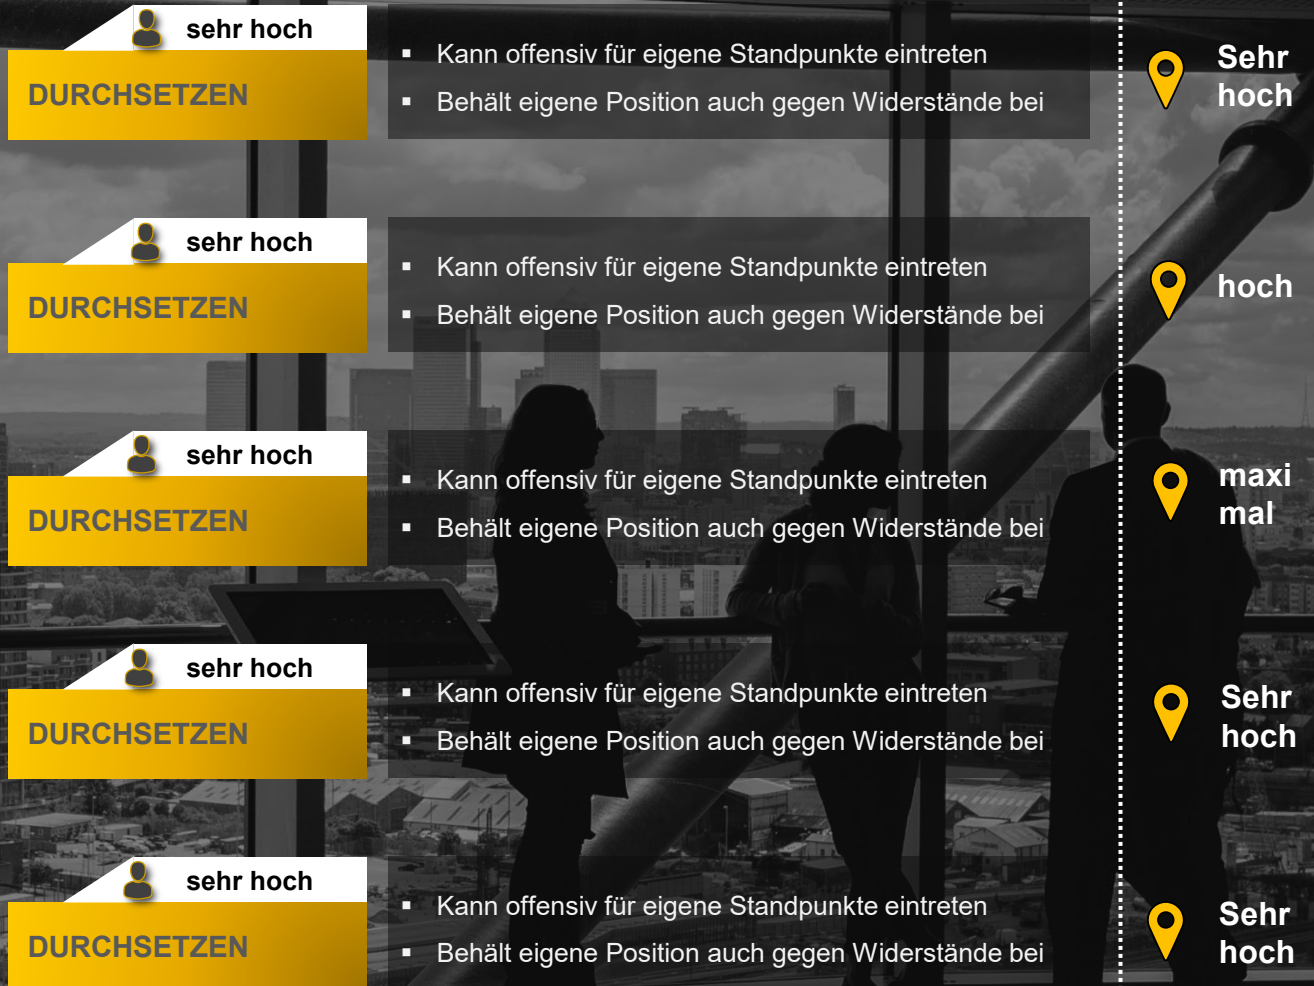 sehr hoch
DURCHSETZEN
▪ Kann offensiv für eigene Standpunkte eintreten
▪ Behält eigene Position auch gegen Widerstände bei
Sehr
hoch
sehr hoch
DURCHSETZEN
▪ Kann offensiv für eigene Standpunkte eintreten
▪ Behält eigene Position auch gegen Widerstände bei
hoch
sehr hoch
DURCHSETZEN
▪ Kann offensiv für eigene Standpunkte eintreten
▪ Behält eigene Position auch gegen Widerstände bei
maxi
mal
sehr hoch
DURCHSETZEN
▪ Kann offensiv für eigene Standpunkte eintreten
▪ Behält eigene Position auch gegen Widerstände bei
Sehr
hoch
sehr hoch
DURCHSETZEN
▪ Kann offensiv für eigene Standpunkte eintreten
▪ Behält eigene Position auch gegen Widerstände bei
Sehr
hoch